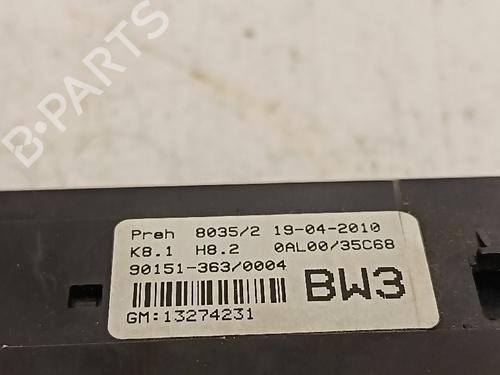 B-PARTS
Preh 8035/2 19-04-2010
K8.1 H8.2 0AL00/35C68
90151-363/0004
BW3
GM:13274231